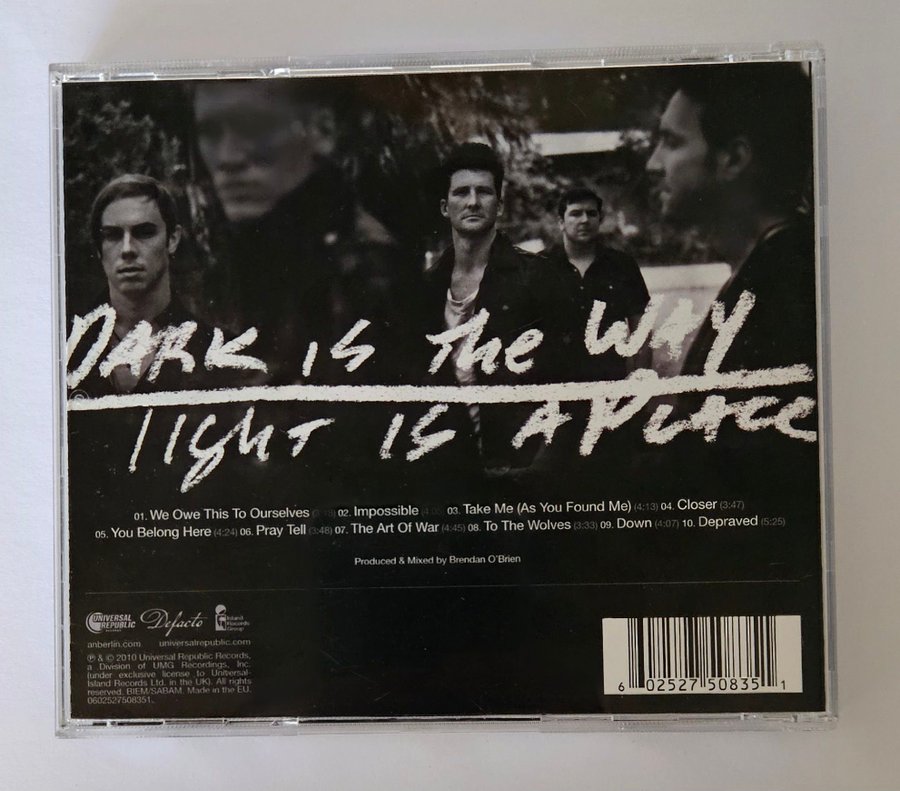 DARK IS THE WAY
LIGHT IS A PLACE
01. We Owe This To Ourselves (3:13) 02. Impossible 03. Take Me (As You Found Me) (4:13) 04. Closer (3:47)
05. You Belong Here (4:24) 06. Pray Tell (3:48) 07. The Art Of War (4:45) 08. To The Wolves (3:33) 09. Down (4:07) 10. Depraved (5:25)
Produced & Mixed by Brendan O'Brien
UNIVERSAL REPUBLIC RECORDS Defacto Island Records Group
anberlin.com universalrepublic.com
℗ & © 2010 Universal Republic Records,
a Division of UMG Recordings, Inc.
(under exclusive license to Universal-
Island Records Ltd. in the UK). All rights
reserved. BIEM/SABAM. Made in the EU.
0602527508351.
6 02527 50835 1